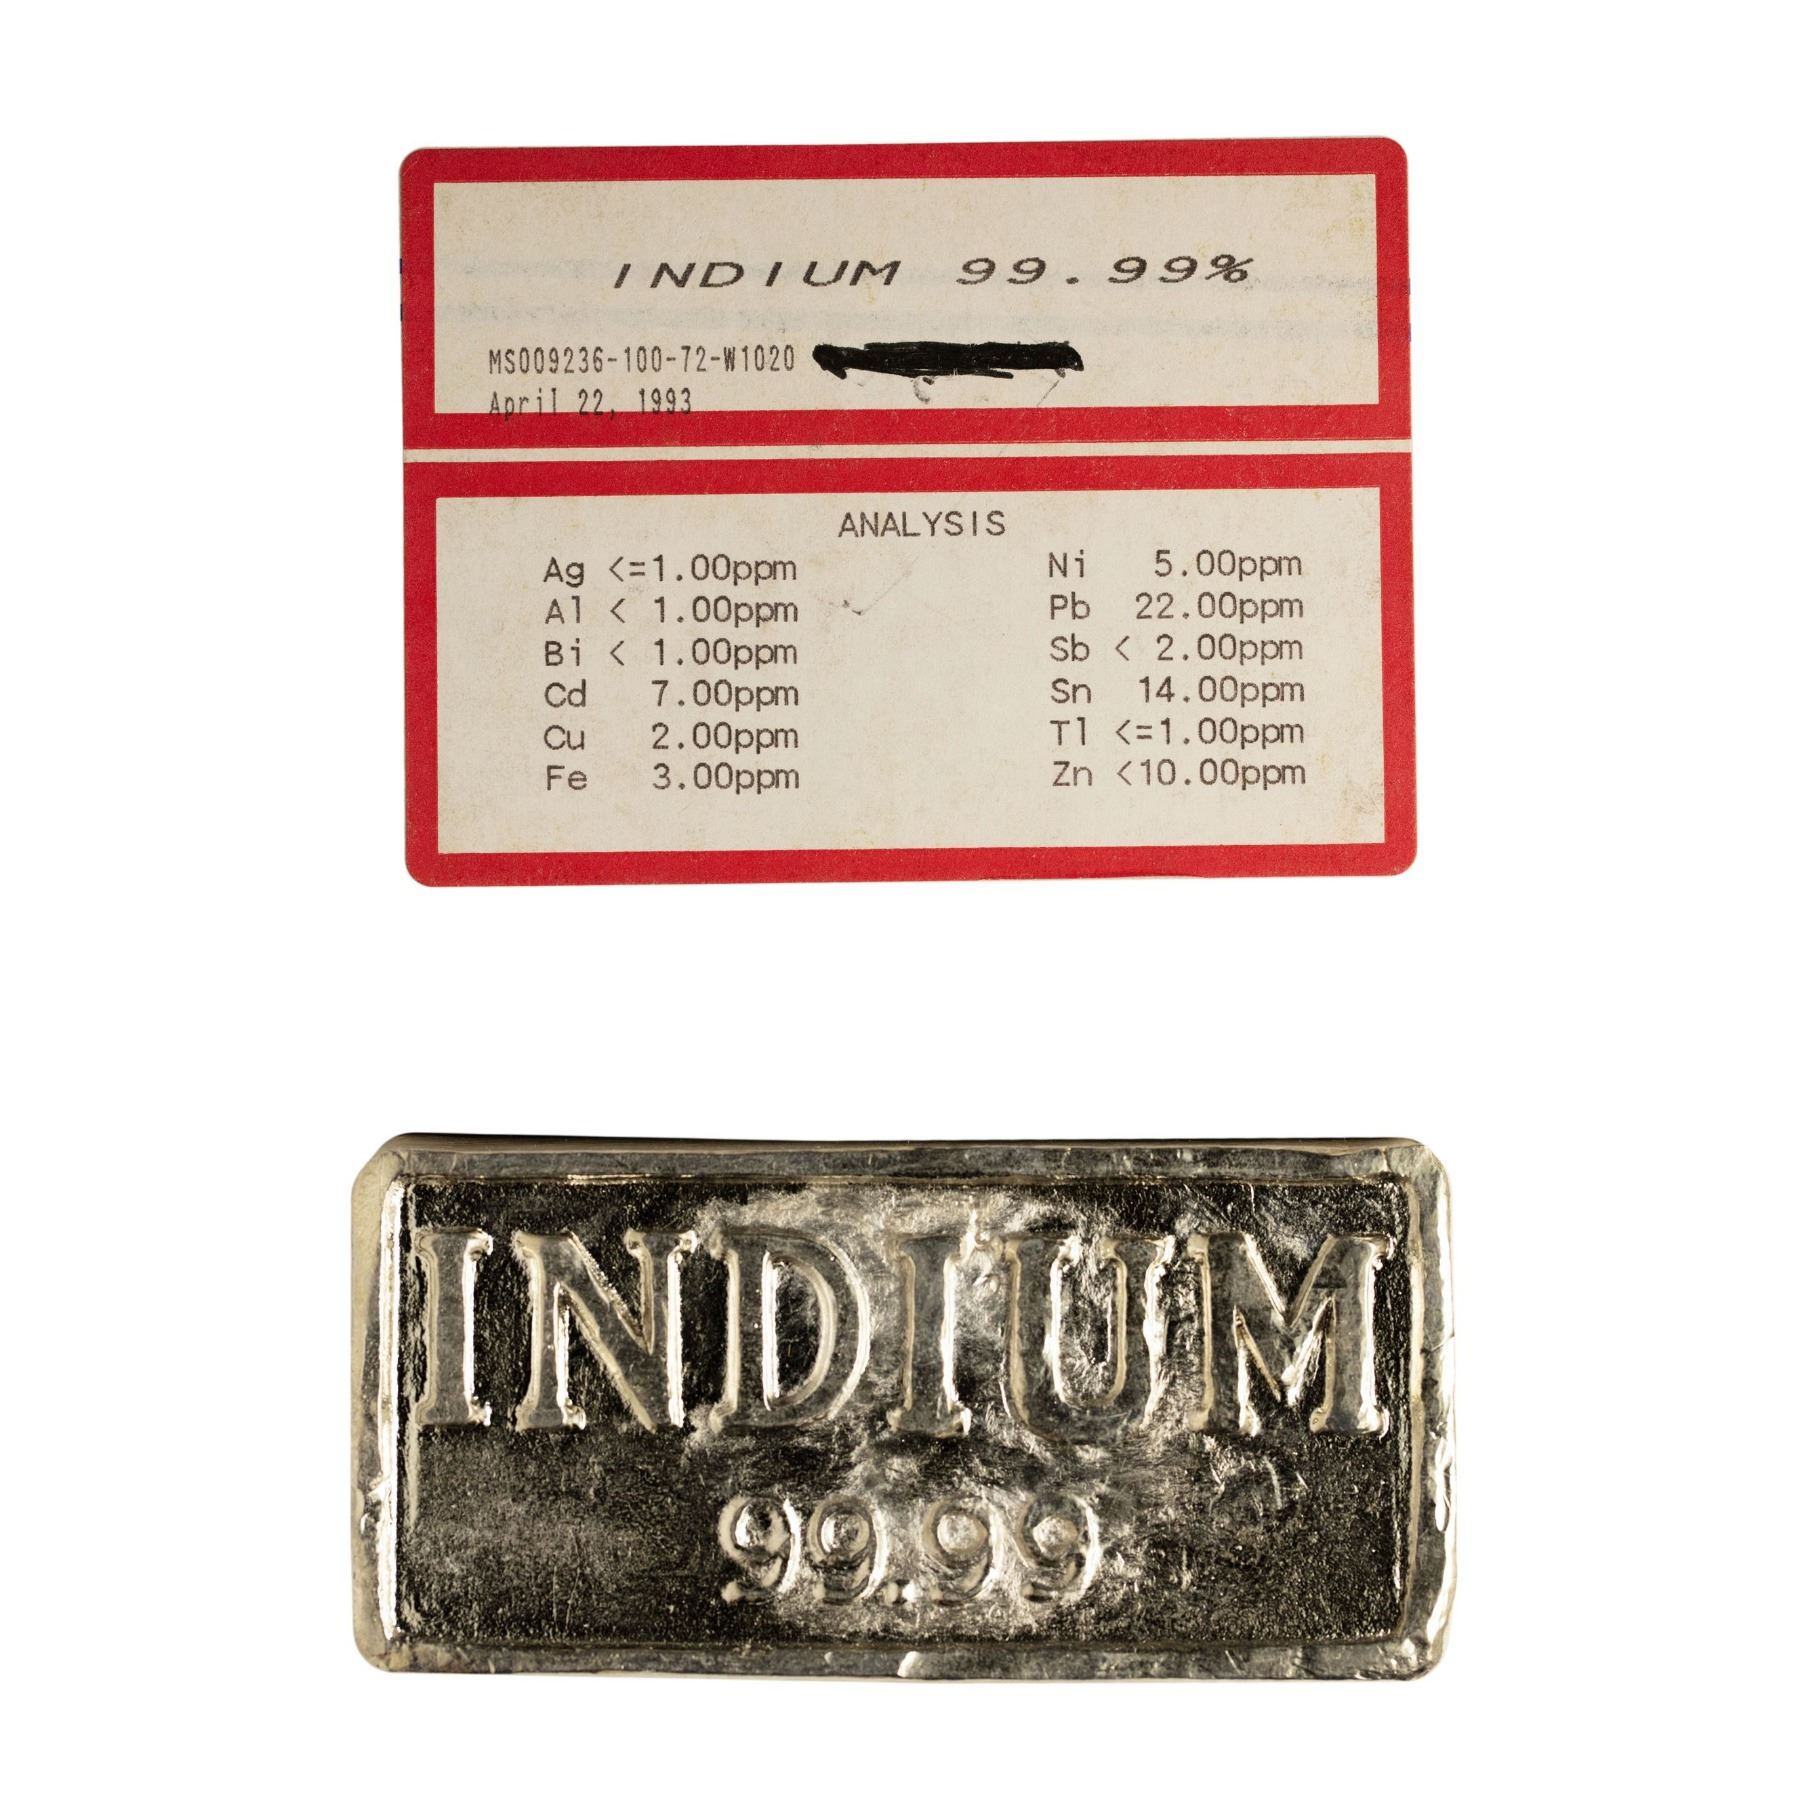 INDIUM 99.99%
MS009236-100-72-W1020
April 22, 1993
ANALYSIS
Ag <=1.00ppm Ni 5.00ppm
Al < 1.00ppm Pb 22.00ppm
Bi < 1.00ppm Sb < 2.00ppm
Cd 7.00ppm Sn 14.00ppm
Cu 2.00ppm Tl <=1.00ppm
Fe 3.00ppm Zn <10.00ppm
INDIUM
99.99